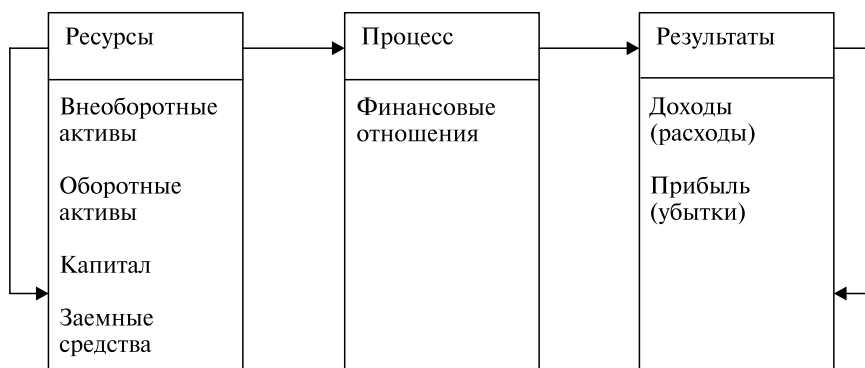 Ресурсы
Внеоборотные
активы
Оборотные
активы
Капитал
Заемные
средства
Процесс
Финансовые
отношения
Результаты
Доходы
(расходы)
Прибыль
(убытки)